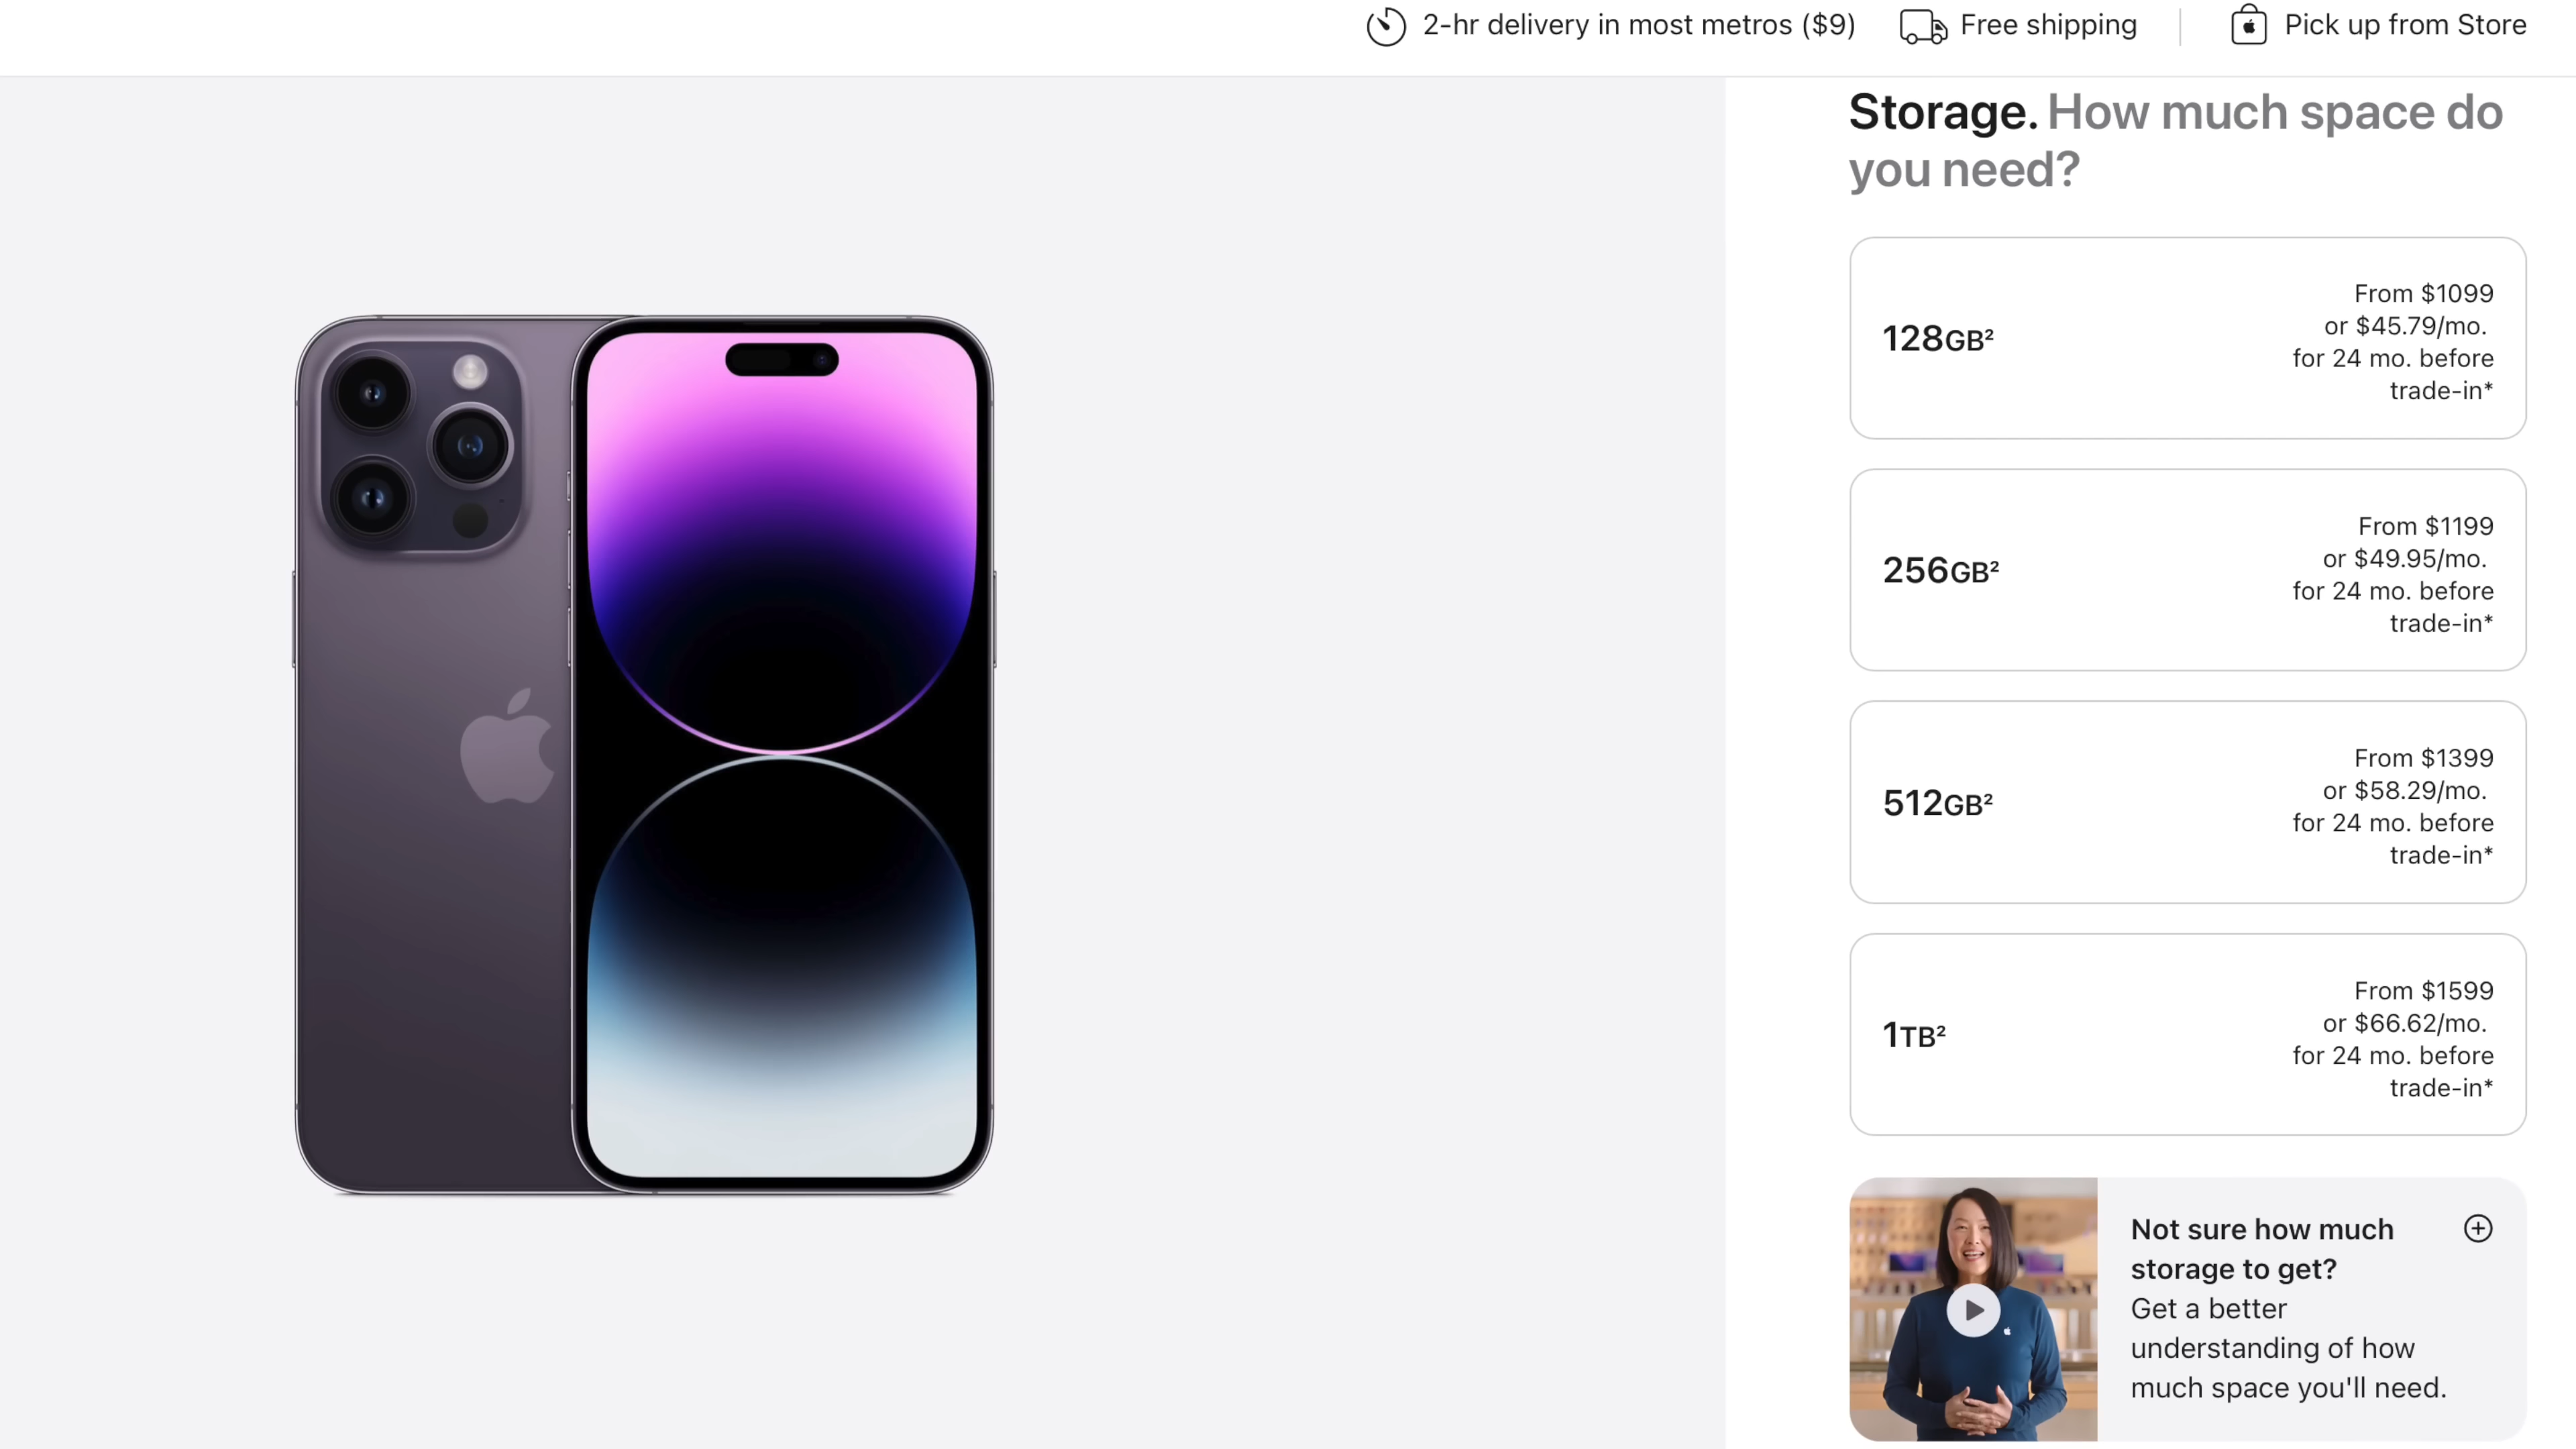 2-hr delivery in most metros ($9)
Free shipping
Pick up from Store
Storage. How much space do
you need?
128GB²
From $1099
or $45.79/mo.
for 24 mo. before
trade-in*
256GB²
From $1199
or $49.95/mo.
for 24 mo. before
trade-in*
512GB²
From $1399
or $58.29/mo.
for 24 mo. before
trade-in*
1TB²
From $1599
or $66.62/mo.
for 24 mo. before
trade-in*
Not sure how much
storage to get?
Get a better
understanding of how
much space you'll need.